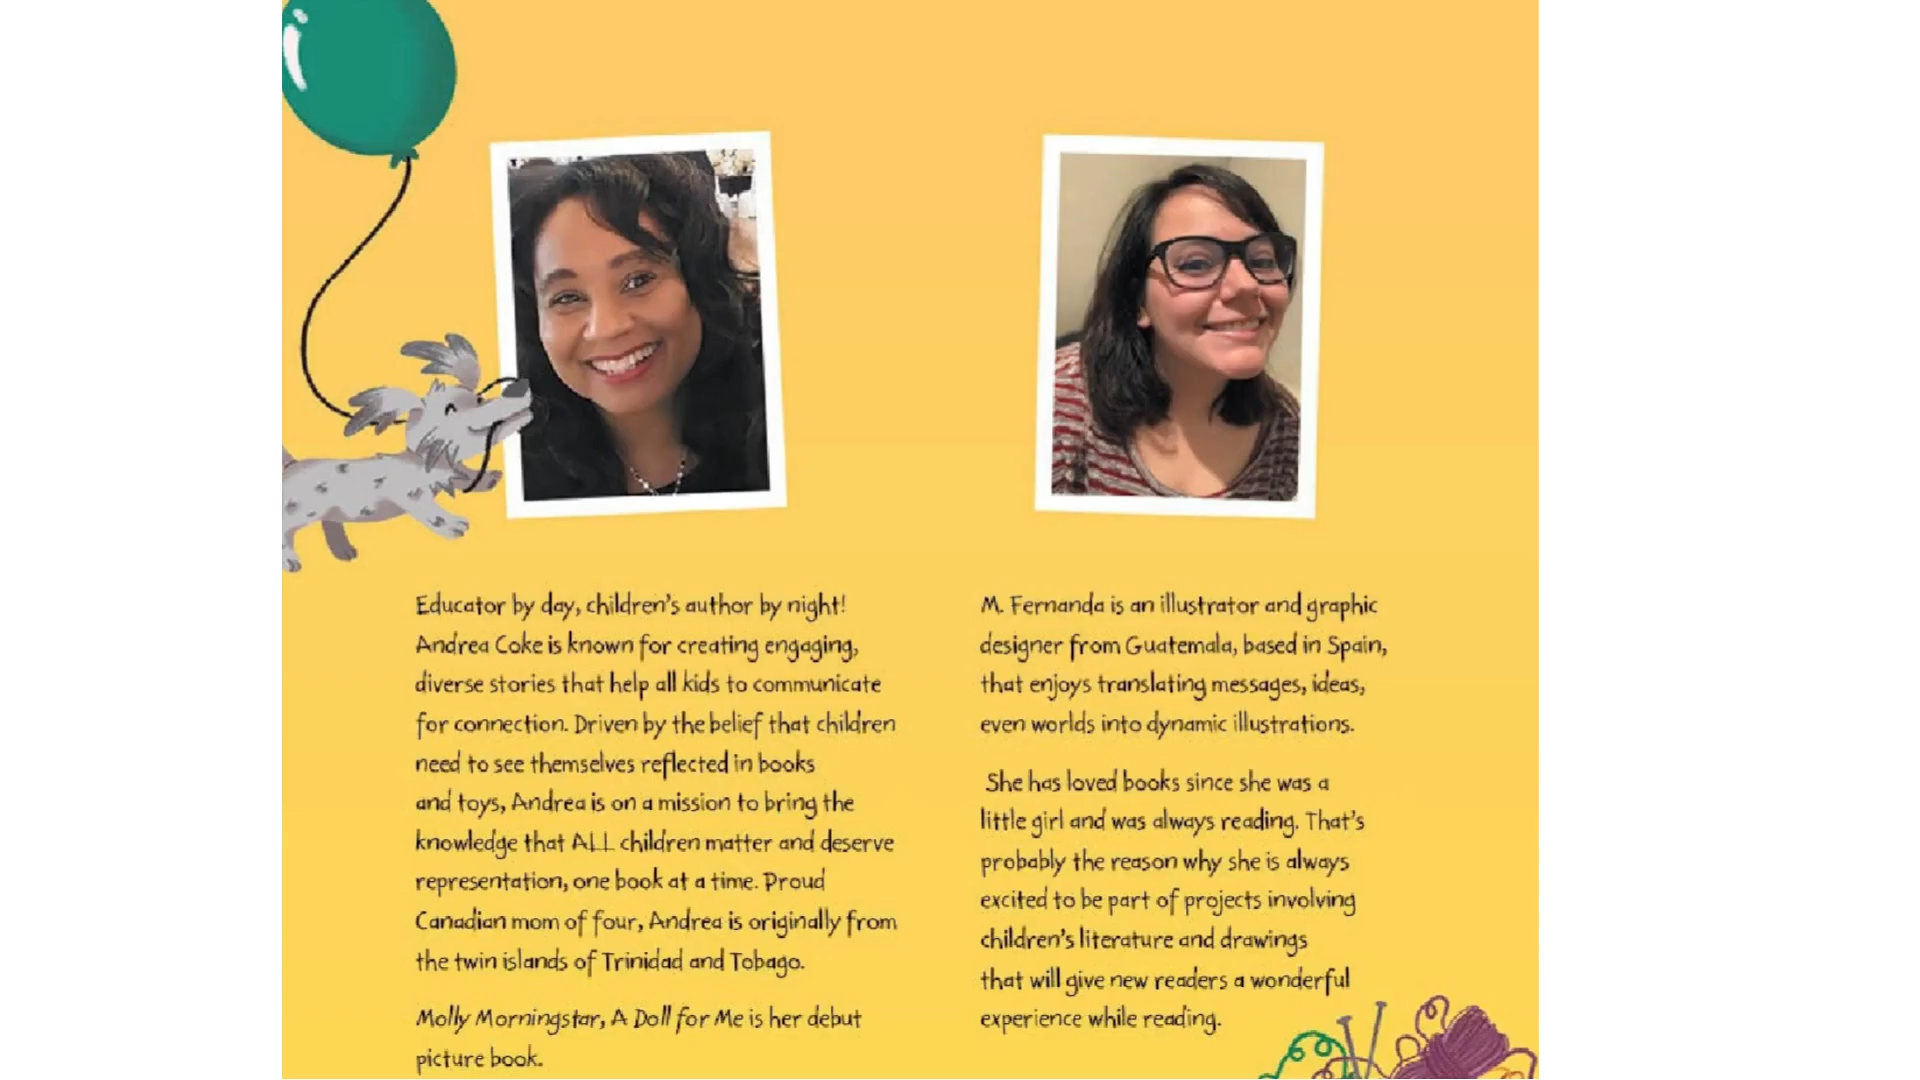 Educator by day, children's author by night!
Andrea Coke is known for creating engaging,
diverse stories that help all kids to communicate
for connection. Driven by the belief that children
need to see themselves reflected in books
and toys, Andrea is on a mission to bring the
knowledge that ALL children matter and deserve
representation, one book at a time. Proud
Canadian mom of four, Andrea is originally from
the twin islands of Trinidad and Tobago.
Molly Morningstar, A Doll for Me is her debut
picture book.
M. Fernanda is an illustrator and graphic
designer from Guatemala, based in Spain,
that enjoys translating messages, ideas,
even worlds into dynamic illustrations.
She has loved books since she was a
little girl and was always reading. That's
probably the reason why she is always
excited to be part of projects involving
children's literature and drawings
that will give new readers a wonderful
experience while reading.